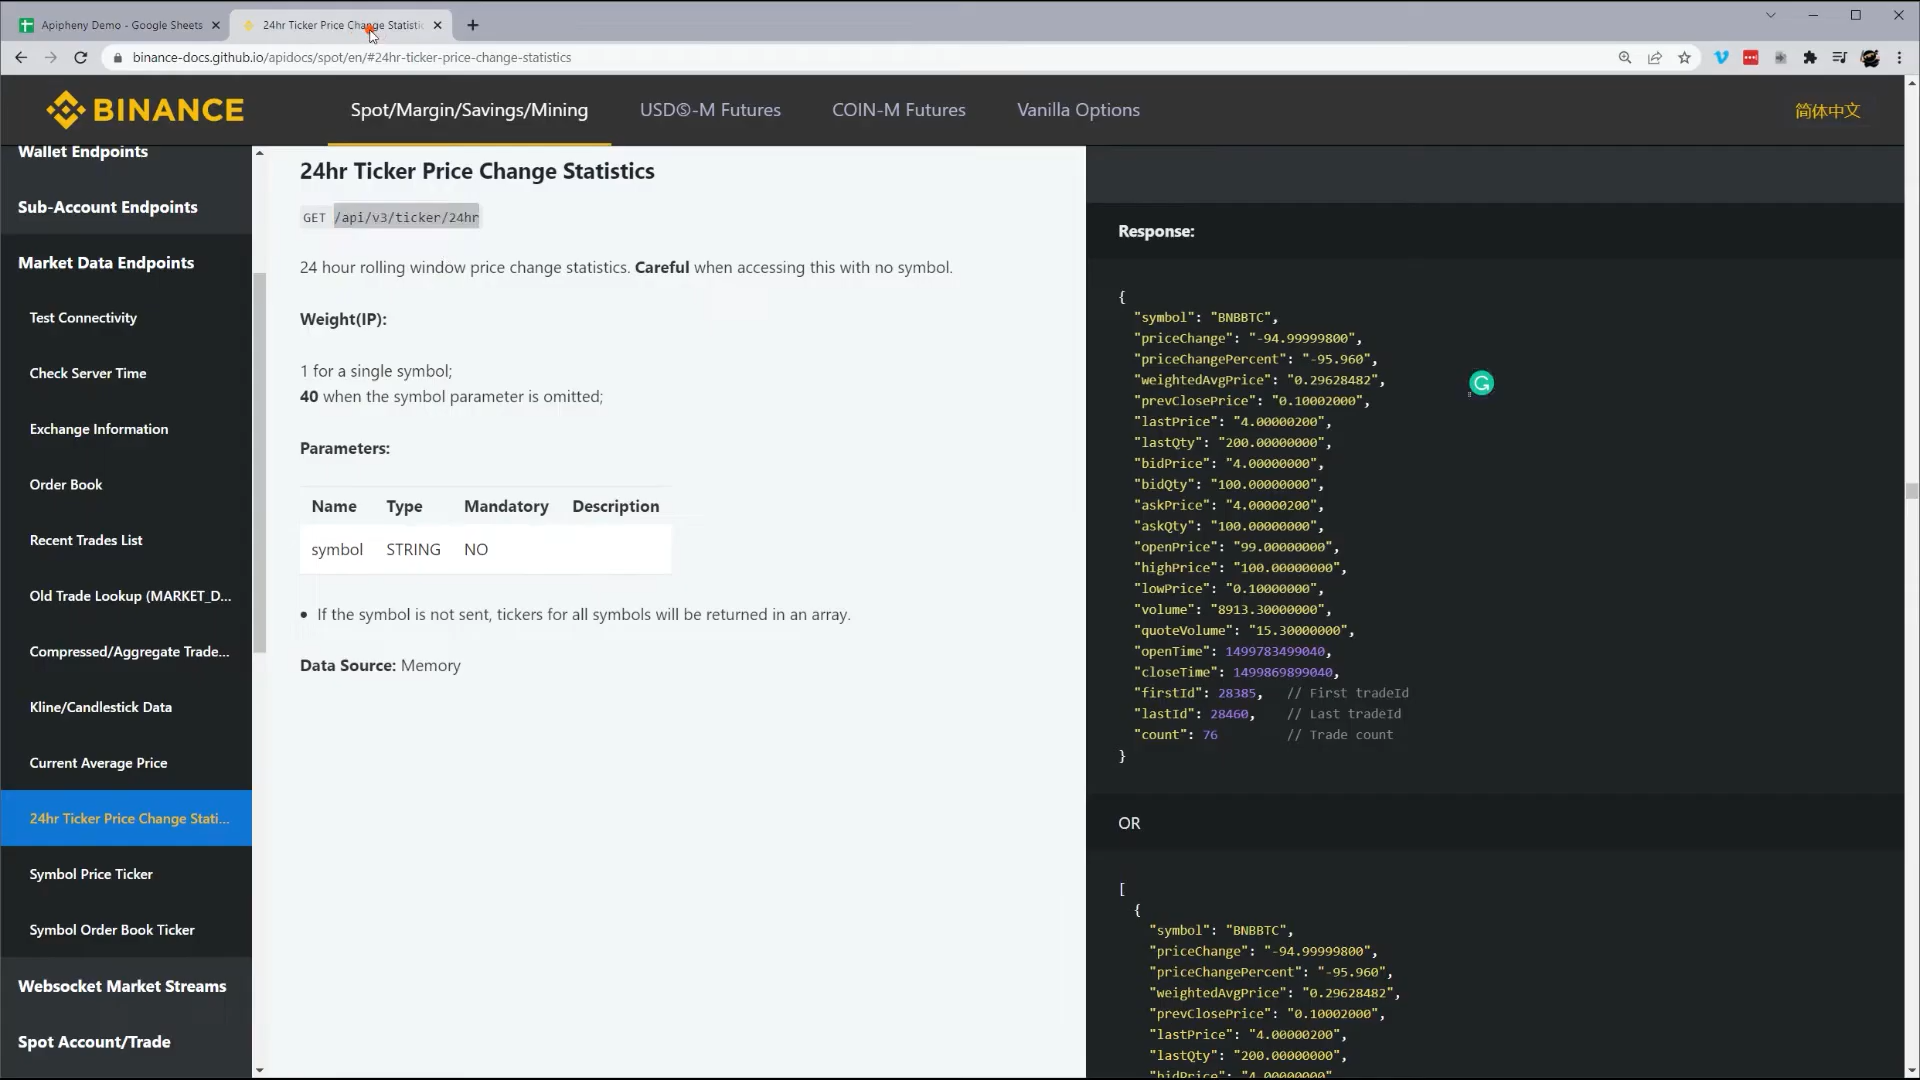 Apipheny Demo - Google Sheets
24hr Ticker Price Change Statistic
binance-docs.github.io/apidocs/spot/en/#24hr-ticker-price-change-statistics
BINANCE
Spot/Margin/Savings/Mining
USDⓈ-M Futures
COIN-M Futures
Vanilla Options
简体中文
Wallet Endpoints
Sub-Account Endpoints
Market Data Endpoints
Test Connectivity
Check Server Time
Exchange Information
Order Book
Recent Trades List
Old Trade Lookup (MARKET_D...
Compressed/Aggregate Trade...
Kline/Candlestick Data
Current Average Price
24hr Ticker Price Change Stati...
Symbol Price Ticker
Symbol Order Book Ticker
Websocket Market Streams
Spot Account/Trade
24hr Ticker Price Change Statistics
GET /api/v3/ticker/24hr
24 hour rolling window price change statistics. Careful when accessing this with no symbol.
Weight(IP):
1 for a single symbol;
40 when the symbol parameter is omitted;
Parameters:
Name Type Mandatory Description
symbol STRING NO
• If the symbol is not sent, tickers for all symbols will be returned in an array.
Data Source: Memory
Response:
{
"symbol": "BNBBTC",
"priceChange": "-94.99999800",
"priceChangePercent": "-95.960",
"weightedAvgPrice": "0.29628482",
"prevClosePrice": "0.10002000",
"lastPrice": "4.00000200",
"lastQty": "200.00000000",
"bidPrice": "4.00000000",
"bidQty": "100.00000000",
"askPrice": "4.00000200",
"askQty": "100.00000000",
"openPrice": "99.00000000",
"highPrice": "100.00000000",
"lowPrice": "0.10000000",
"volume": "8913.30000000",
"quoteVolume": "15.30000000",
"openTime": 1499783499040,
"closeTime": 1499869899040,
"firstId": 28385, // First tradeId
"lastId": 28460, // Last tradeId
"count": 76 // Trade count
}
OR
[
{
"symbol": "BNBBTC",
"priceChange": "-94.99999800",
"priceChangePercent": "-95.960",
"weightedAvgPrice": "0.29628482",
"prevClosePrice": "0.10002000",
"lastPrice": "4.00000200",
"lastQty": "200.00000000",
"bidPrice": "4.00000000",